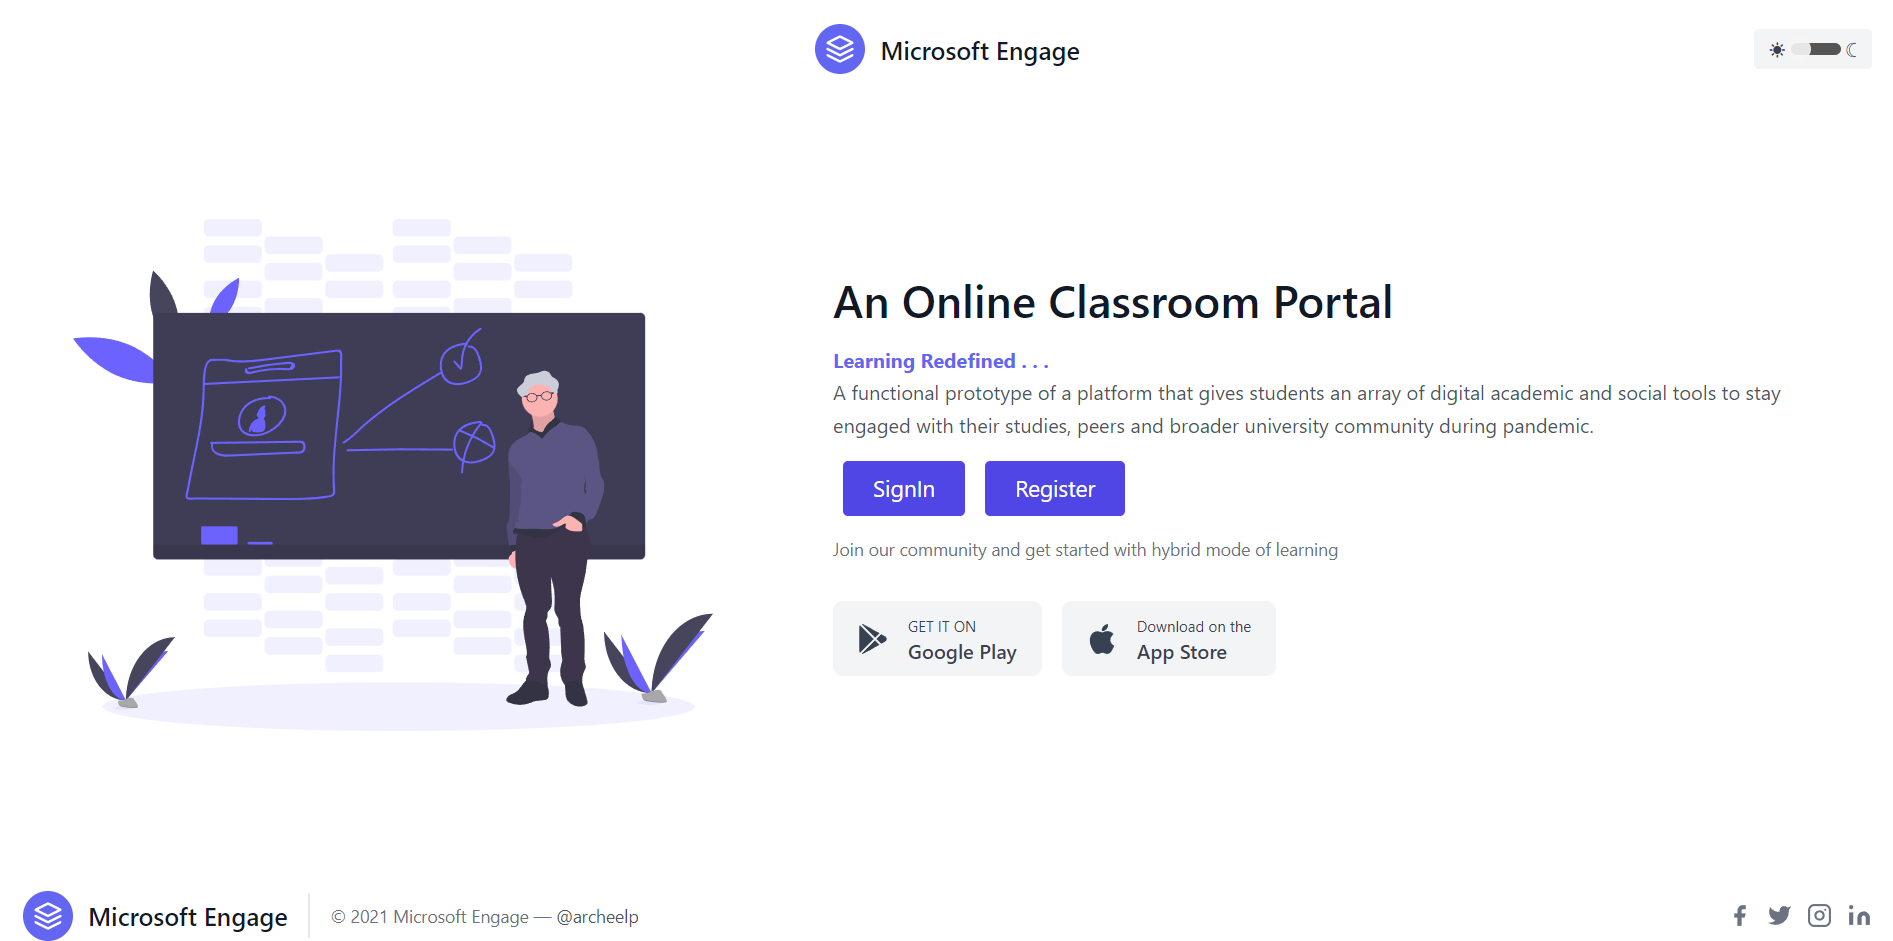 Microsoft Engage
An Online Classroom Portal
Learning Redefined . . .
A functional prototype of a platform that gives students an array of digital academic and social tools to stay
engaged with their studies, peers and broader university community during pandemic.
SignIn
Register
Join our community and get started with hybrid mode of learning
GET IT ON
Google Play
Download on the
App Store
Microsoft Engage
© 2021 Microsoft Engage — @archeelp